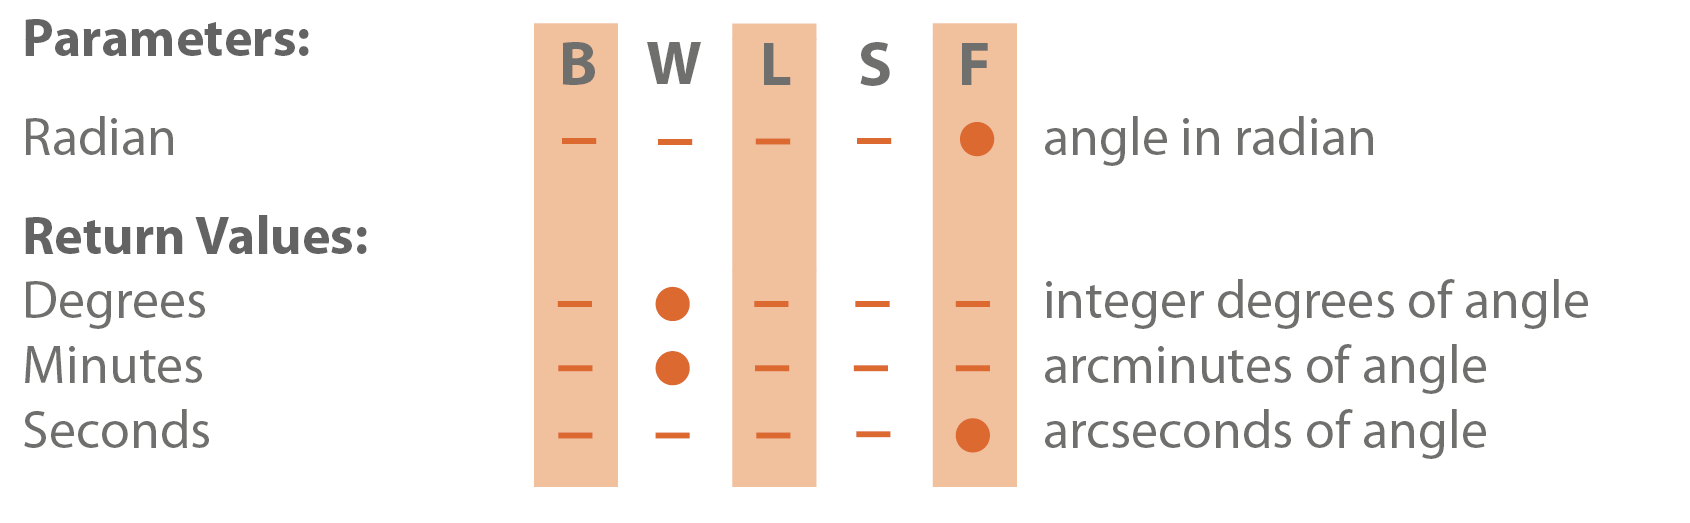 Parameters: B W L S F
Radian – – – – ● angle in radian
Return Values:
Degrees – ● – – – integer degrees of angle
Minutes – ● – – – arcminutes of angle
Seconds – – – – ● arcseconds of angle